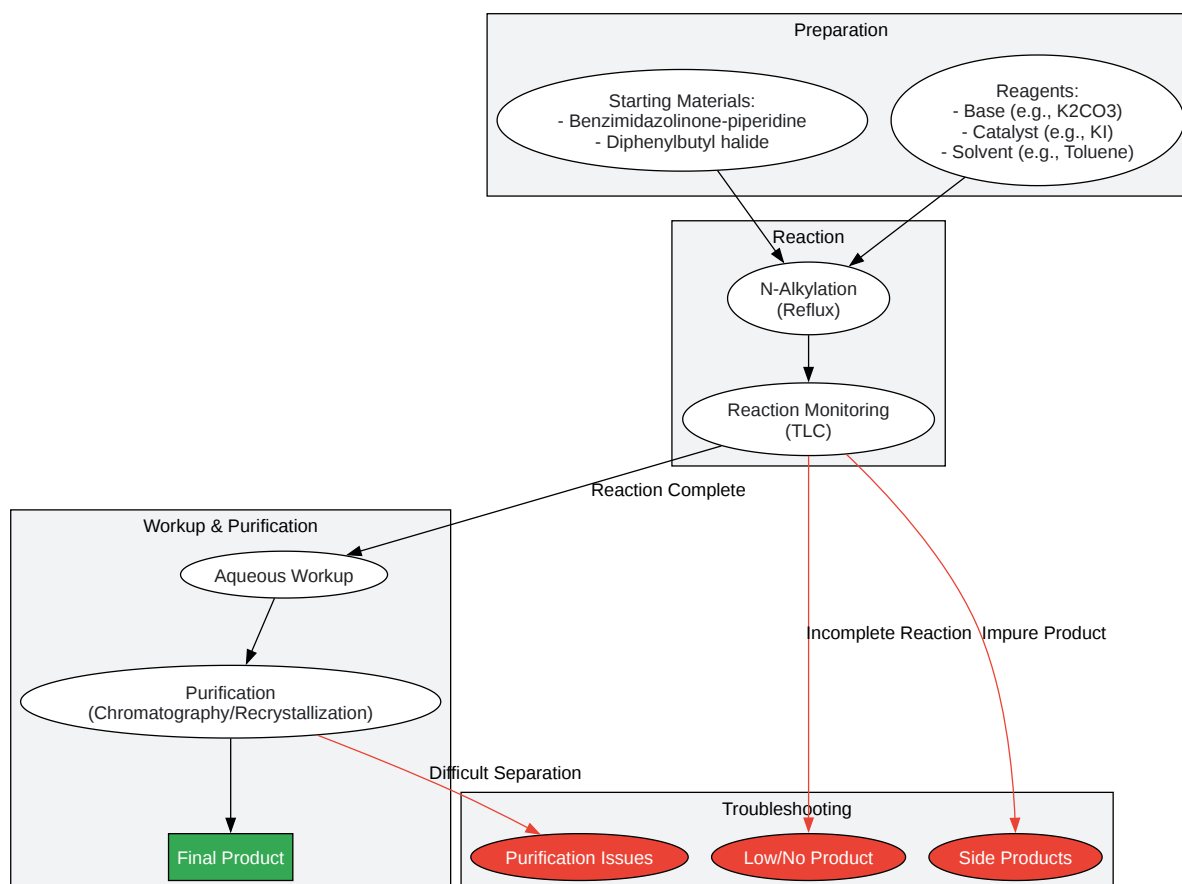 Preparation
Starting Materials:
- Benzimidazolinone-piperidine
- Diphenylbutyl halide
Reagents:
- Base (e.g., K2CO3)
- Catalyst (e.g., KI)
- Solvent (e.g., Toluene)
Reaction
N-Alkylation
(Reflux)
Reaction Monitoring
(TLC)
Reaction Complete
Workup & Purification
Aqueous Workup
Incomplete Reaction
Impure Product
Purification
(Chromatography/Recrystallization)
Difficult Separation
Troubleshooting
Final Product
Purification Issues
Low/No Product
Side Products